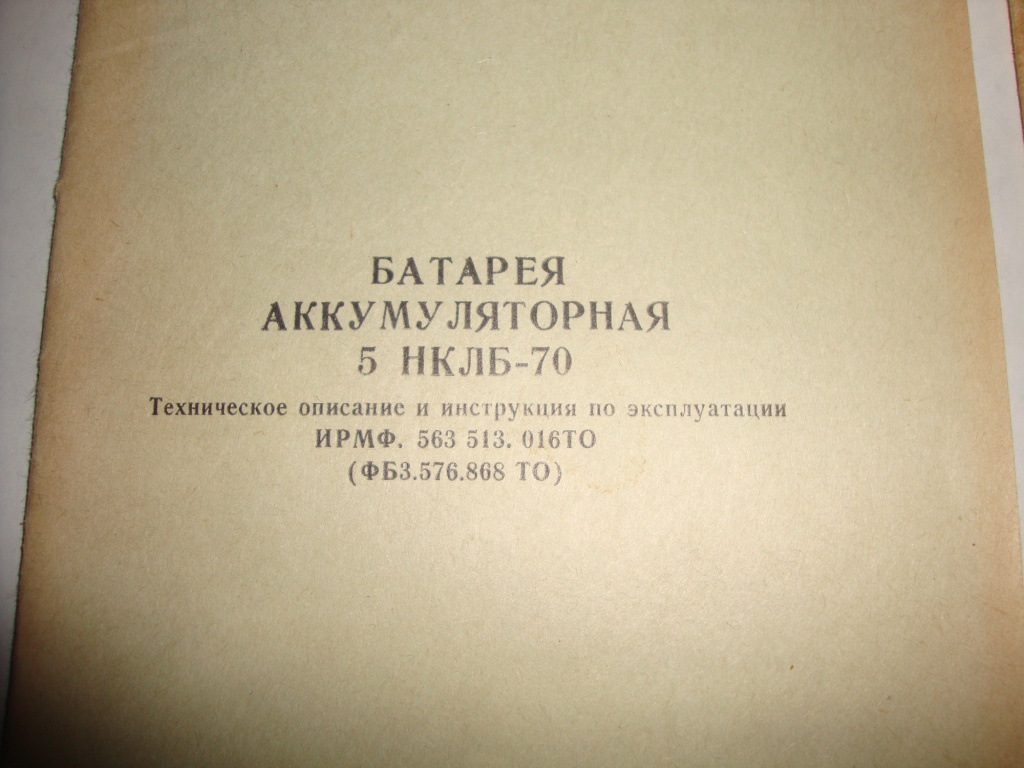 БАТАРЕЯ
АККУМУЛЯТОРНАЯ
5 НКЛБ-70
Техническое описание и инструкция по эксплуатации
ИРМФ. 563 513. 016ТО
(ФБ3.576.868 ТО)